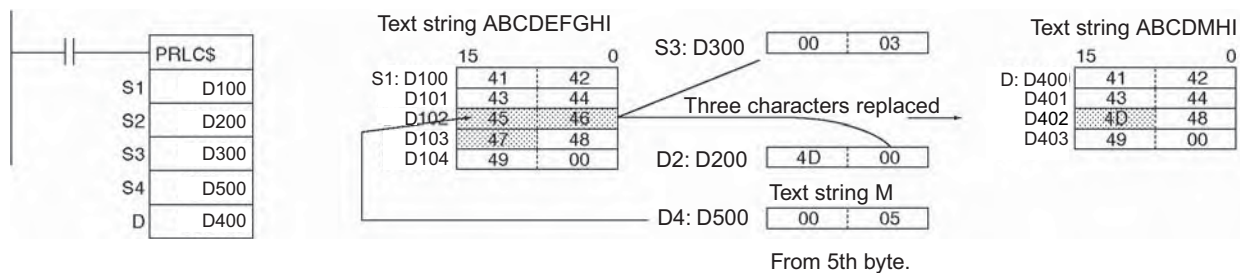 PRLC$
S1 D100
S2 D200
S3 D300
S4 D500
D D400
Text string ABCDEFGHI
15 0
S1: D100 41 42
D101 43 44
D102 45 46
D103 47 48
D104 49 00
S3: D300 00 03
Three characters replaced
D2: D200 4D 00
Text string M
D4: D500 00 05
From 5th byte.
Text string ABCDMHI
15 0
D: D400 41 42
D401 43 44
D402 4D 48
D403 49 00